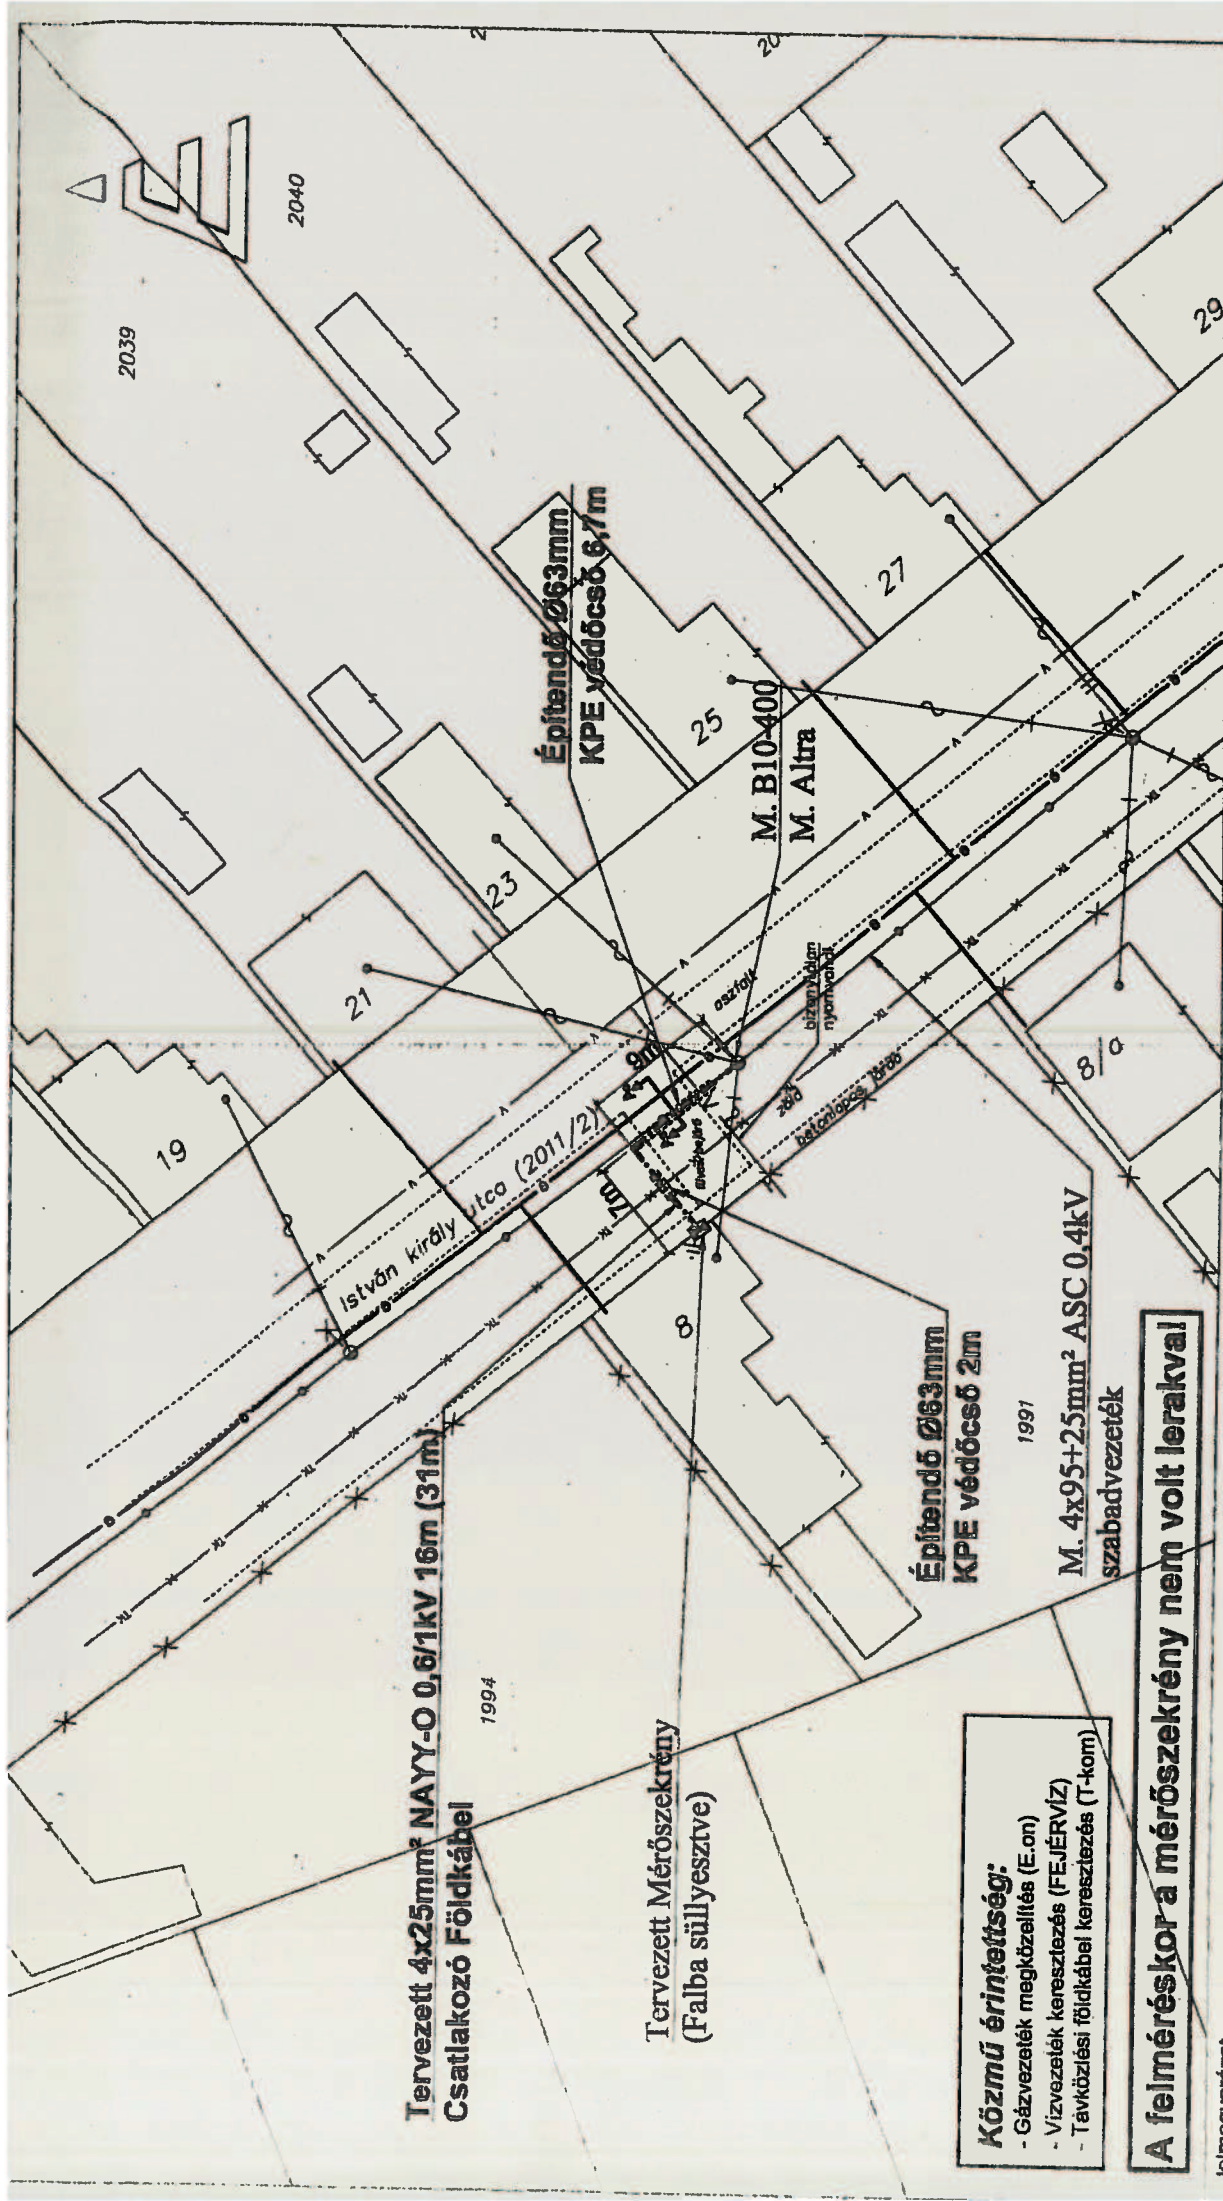 2039
2040
19
21
23
25
27
29
Építendő Ø63mm
KPE védőcső 6,7m
M. B10-400
M. Altra
István király utca (2011/2)
aszfalt
9m
7m
bizonytalan
nyomvonal
zöld
betonlapos járda
8
8/a
Tervezett 4x25mm² NAYY-O 0,6/1kV 16m (31m)
Csatlakozó Földkábel
1994
Tervezett Mérőszekrény
(Falba süllyesztve)
Építendő Ø63mm
KPE védőcső 2m
1991
M. 4x95+25mm² ASC 0,4kV
szabadvezeték
Közmű érintettség:
- Gázvezeték megközelítés (E.on)
- Vízvezeték keresztezés (FEJÉRVÍZ)
- Távközlési földkábel keresztezés (T-kom)
A felméréskor a mérőszekrény nem volt lerakva!